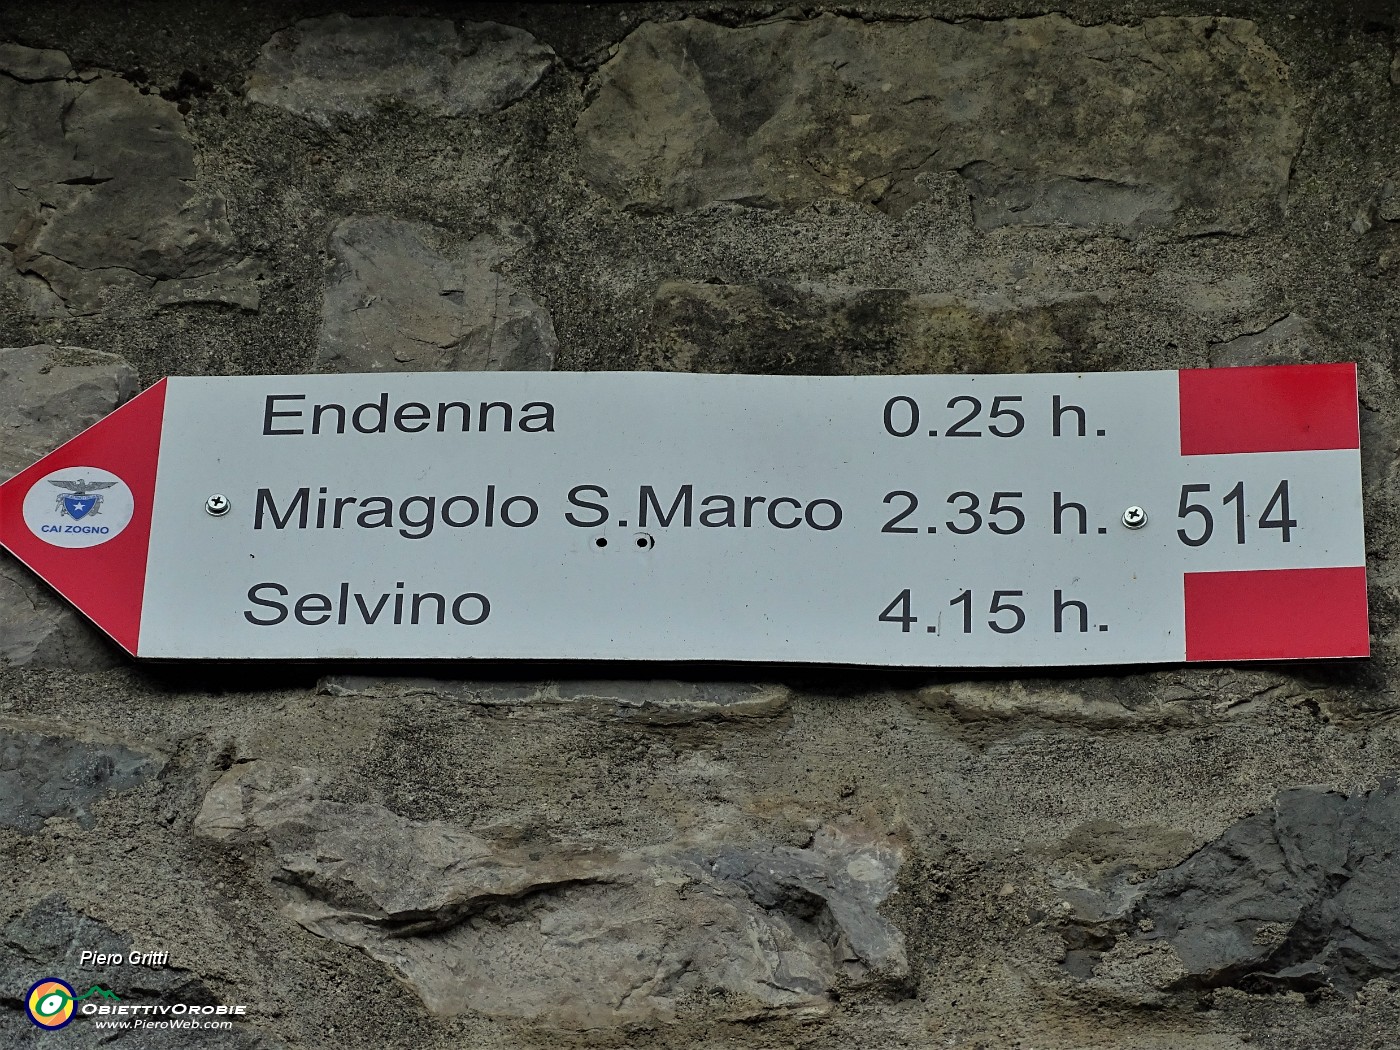 Endenna 0.25 h.
Miragolo S.Marco 2.35 h. 514
Selvino 4.15 h.
CAI ZOGNO
Piero Gritti
OBIETTIVOROBIE
www.PieroWeb.com